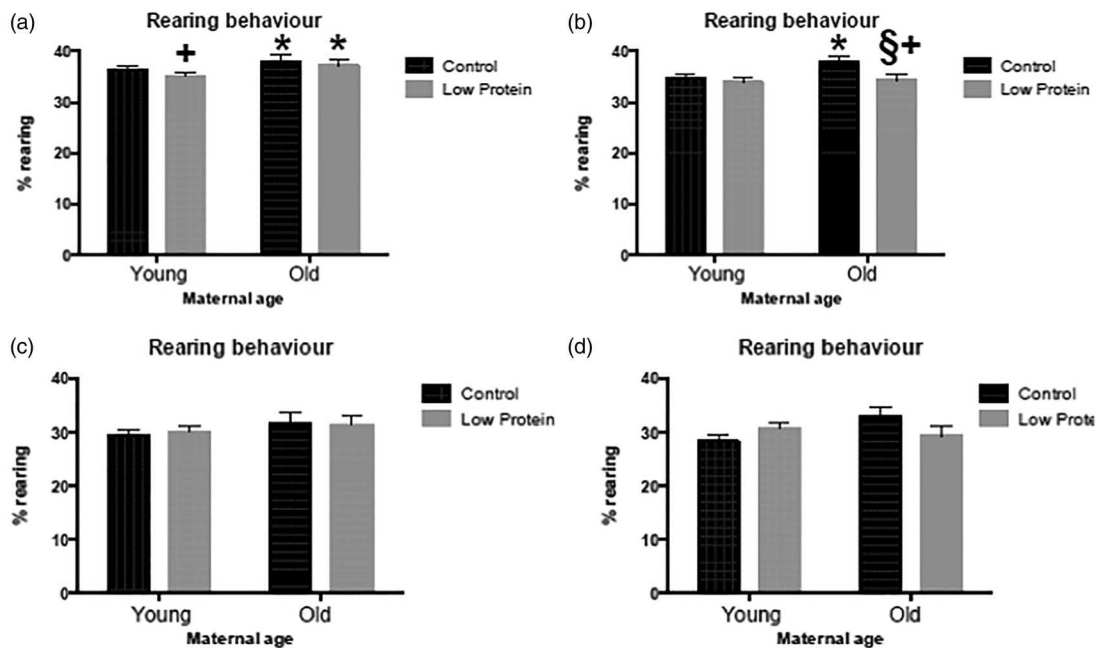 (a)
Rearing behaviour
+
*
*
Control
Low Protein
% rearing
40
30
20
10
0
Young
Old
Maternal age
(b)
Rearing behaviour
*
§+
Control
Low Protein
% rearing
40
30
20
10
0
Young
Old
Maternal age
(c)
Rearing behaviour
Control
Low Protein
% rearing
40
30
20
10
0
Young
Old
Maternal age
(d)
Rearing behaviour
Control
Low Prote
% rearing
40
30
20
10
0
Young
Old
Maternal age